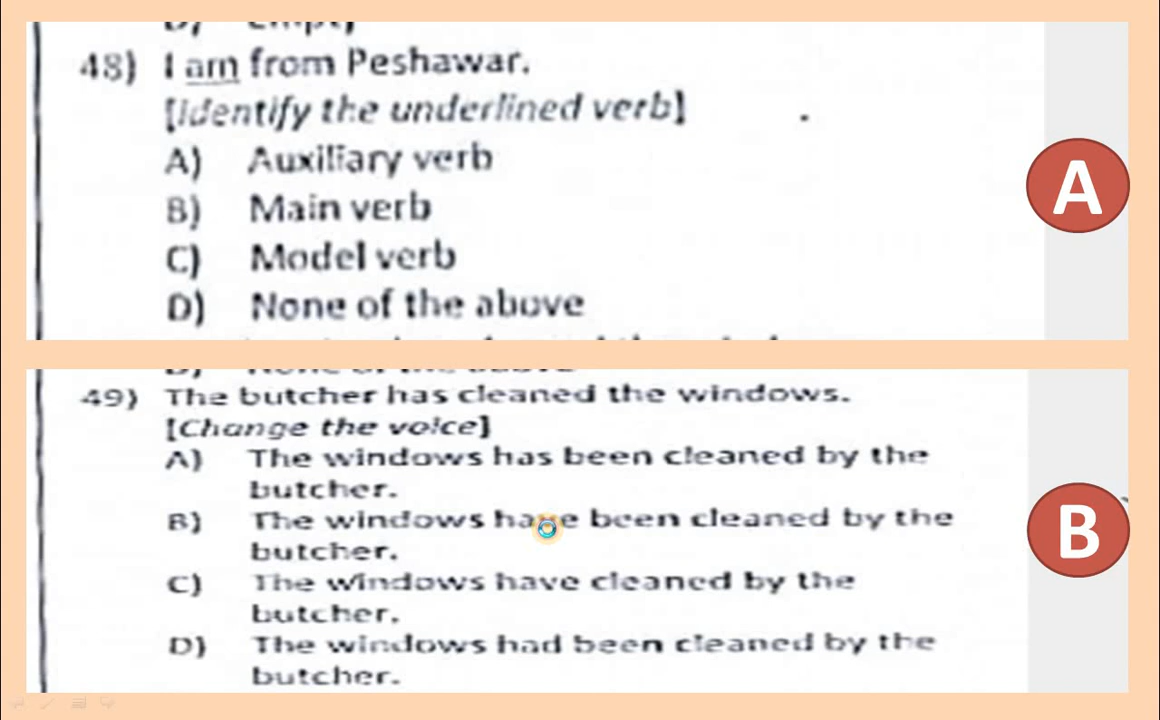 48) I am from Peshawar.
[Identify the underlined verb]
A) Auxiliary verb
B) Main verb
C) Model verb
D) None of the above
A
49) The butcher has cleaned the windows.
[Change the voice]
A) The windows has been cleaned by the
butcher.
B) The windows have been cleaned by the
butcher.
C) The windows have cleaned by the
butcher.
D) The windows had been cleaned by the
butcher.
B